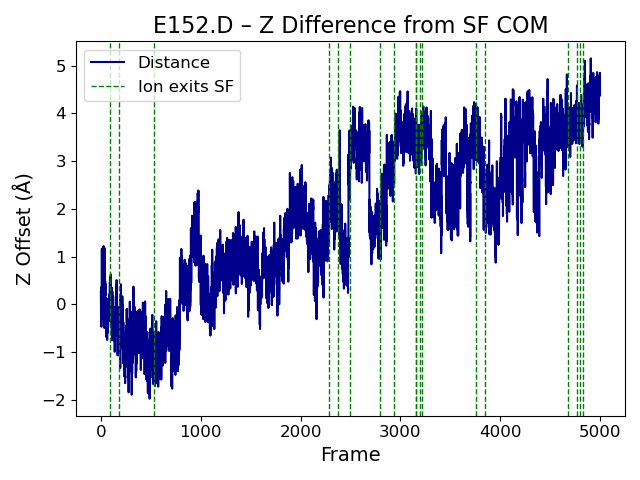 E152.D – Z Difference from SF COM
Distance
Ion exits SF
Z Offset (Å)
5
4
3
2
1
0
−1
−2
0 1000 2000 3000 4000 5000
Frame